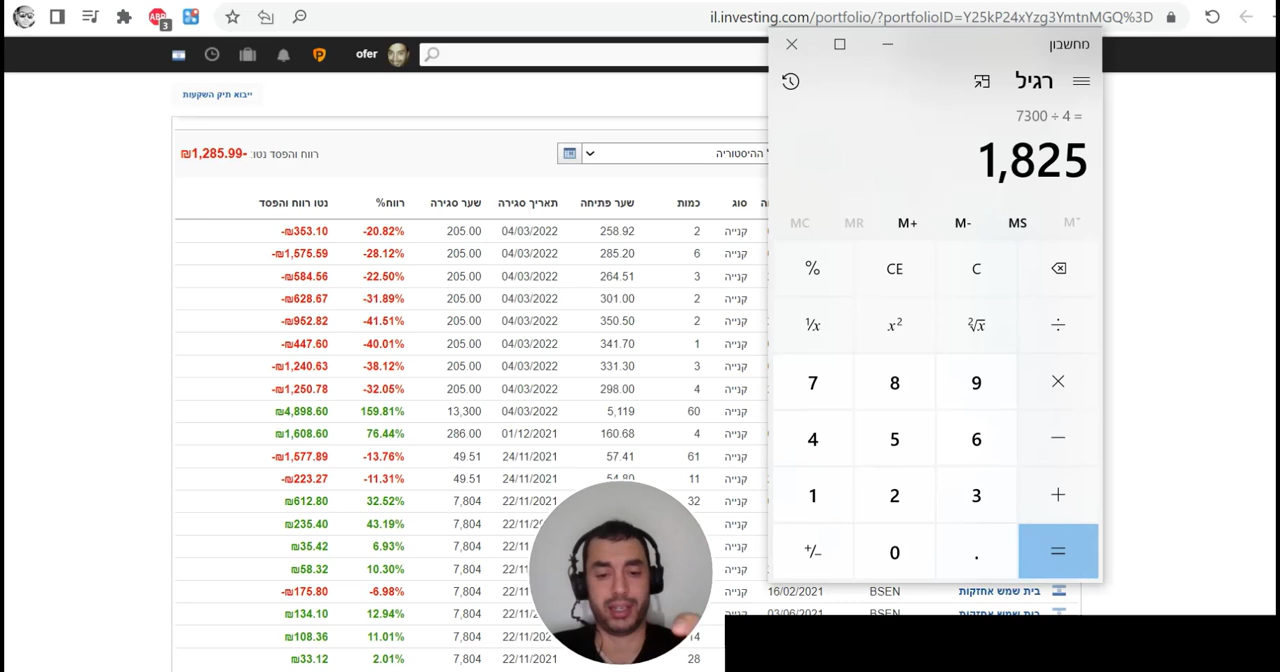 il.investing.com/portfolio/?portfolioID=Y25kP24xYzg3YmtnMGQ%3D
ABP 3
ofer
ייבוא תיק השקעות
ל ההיסטוריה
רווח והפסד נטו: ₪1,285.99-
סוג כמות שער פתיחה תאריך סגירה שער סגירה רווח% נטו רווח והפסד
קנייה 2 258.92 04/03/2022 205.00 -20.82% -₪353.10
קנייה 6 285.20 04/03/2022 205.00 -28.12% -₪1,575.59
קנייה 3 264.51 04/03/2022 205.00 -22.50% -₪584.56
קנייה 2 301.00 04/03/2022 205.00 -31.89% -₪628.67
קנייה 2 350.50 04/03/2022 205.00 -41.51% -₪952.82
קנייה 1 341.70 04/03/2022 205.00 -40.01% -₪447.60
קנייה 3 331.30 04/03/2022 205.00 -38.12% -₪1,240.63
קנייה 4 298.00 04/03/2022 205.00 -32.05% -₪1,250.78
קנייה 60 5,119 04/03/2022 13,300 159.81% ₪4,898.60
קנייה 4 160.68 01/12/2021 286.00 76.44% ₪1,608.60
קנייה 61 57.41 24/11/2021 49.51 -13.76% -₪1,577.89
קנייה 11 54.80 24/11/2021 49.51 -11.31% -₪223.27
קנייה 32 22/11/2021 7,804 32.52% ₪612.80
קנייה 7,804 43.19% ₪235.40
קנייה 22/11 7,804 6.93% ₪35.42
קנייה 22/11 7,804 10.30% ₪58.32
בית שמש אחזקות BSEN 16/02/2021 קנייה 22/11 7,804 -6.98% -₪175.80
בית שמש אחזקות BSEN 03/06/2021 קנייה 7,804 12.94% ₪134.10
קנייה 14 7,804 11.01% ₪108.36
28 22/11/2021 7,804 2.01% ₪33.12
מחשבון
רגיל
7300 ÷ 4 =
1,825
MC MR M+ M- MS M˅
% CE C
¹/x x² ²√x ÷
7 8 9 ×
4 5 6 −
1 2 3 +
+/− 0 . =